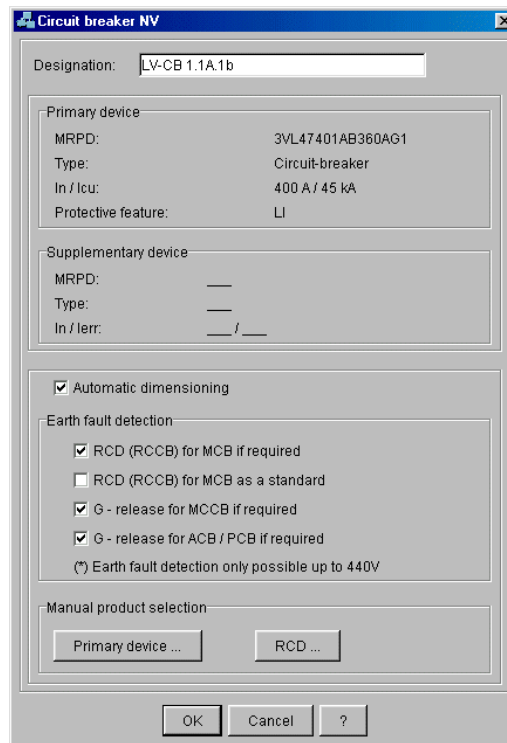 Circuit breaker NV
Designation: LV-CB 1.1A.1b
Primary device
MRPD: 3VL47401AB360AG1
Type: Circuit-breaker
In / Icu: 400 A / 45 kA
Protective feature: LI
Supplementary device
MRPD: ___
Type: ___
In / Ierr: ___ / ___
Automatic dimensioning
Earth fault detection
RCD (RCCB) for MCB if required
RCD (RCCB) for MCB as a standard
G - release for MCCB if required
G - release for ACB / PCB if required
(*) Earth fault detection only possible up to 440V
Manual product selection
Primary device ... RCD ...
OK Cancel ?